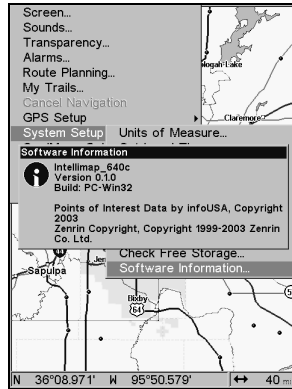 Screen...
Sounds...
Transparency...
Alarms...
Route Planning...
My Trails...
Cancel Navigation
GPS Setup
System Setup
Units of Measure...
Software Information
Intellimap_640c
Version 0.1.0
Build: PC-Win32
Points of Interest Data by infoUSA, Copyright
2003
Zenrin Copyright, Copyright 1999-2003 Zenrin
Co. Ltd.
Check Free Storage...
Software Information...
Claremore
Sapulpa
Jen
Bixby
64
N 36°08.971' W 95°50.579' ↔ 40